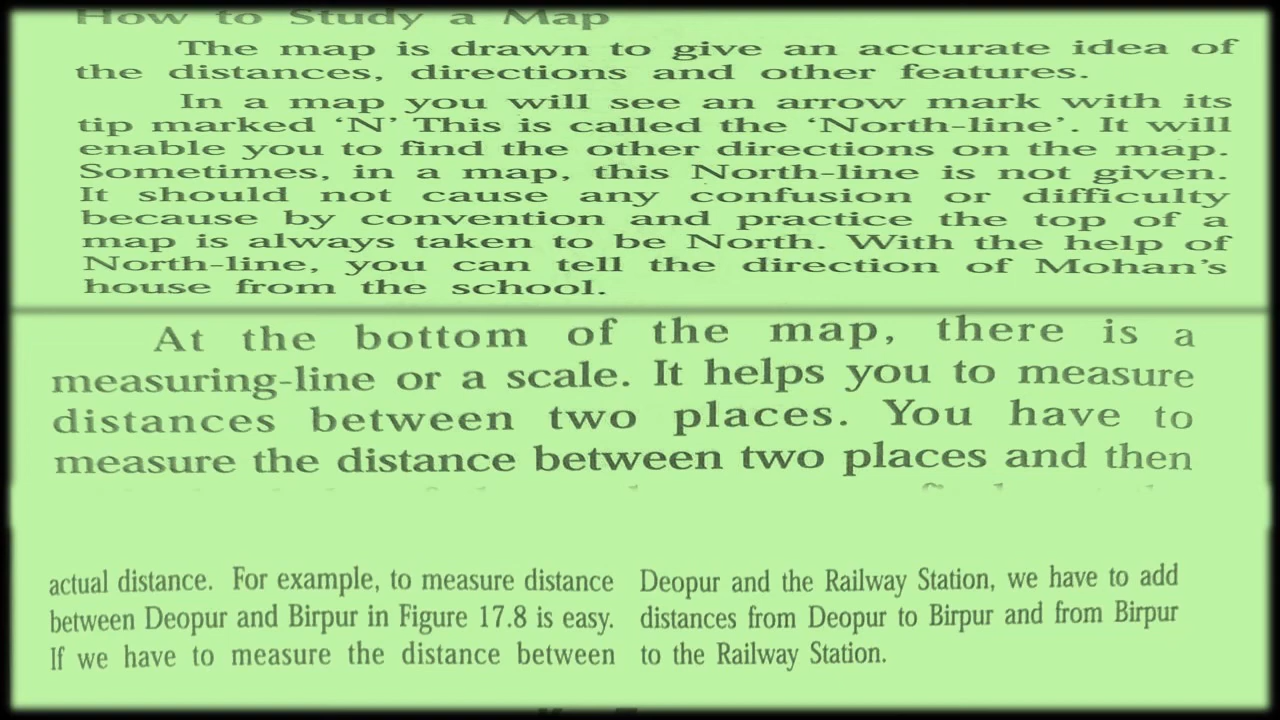 How to Study a Map
The map is drawn to give an accurate idea of
the distances, directions and other features.
In a map you will see an arrow mark with its
tip marked ‘N’ This is called the ‘North-line’. It will
enable you to find the other directions on the map.
Sometimes, in a map, this North-line is not given.
It should not cause any confusion or difficulty
because by convention and practice the top of a
map is always taken to be North. With the help of
North-line, you can tell the direction of Mohan’s
house from the school.
At the bottom of the map, there is a
measuring-line or a scale. It helps you to measure
distances between two places. You have to
measure the distance between two places and then
actual distance. For example, to measure distance
between Deopur and Birpur in Figure 17.8 is easy.
If we have to measure the distance between
Deopur and the Railway Station, we have to add
distances from Deopur to Birpur and from Birpur
to the Railway Station.